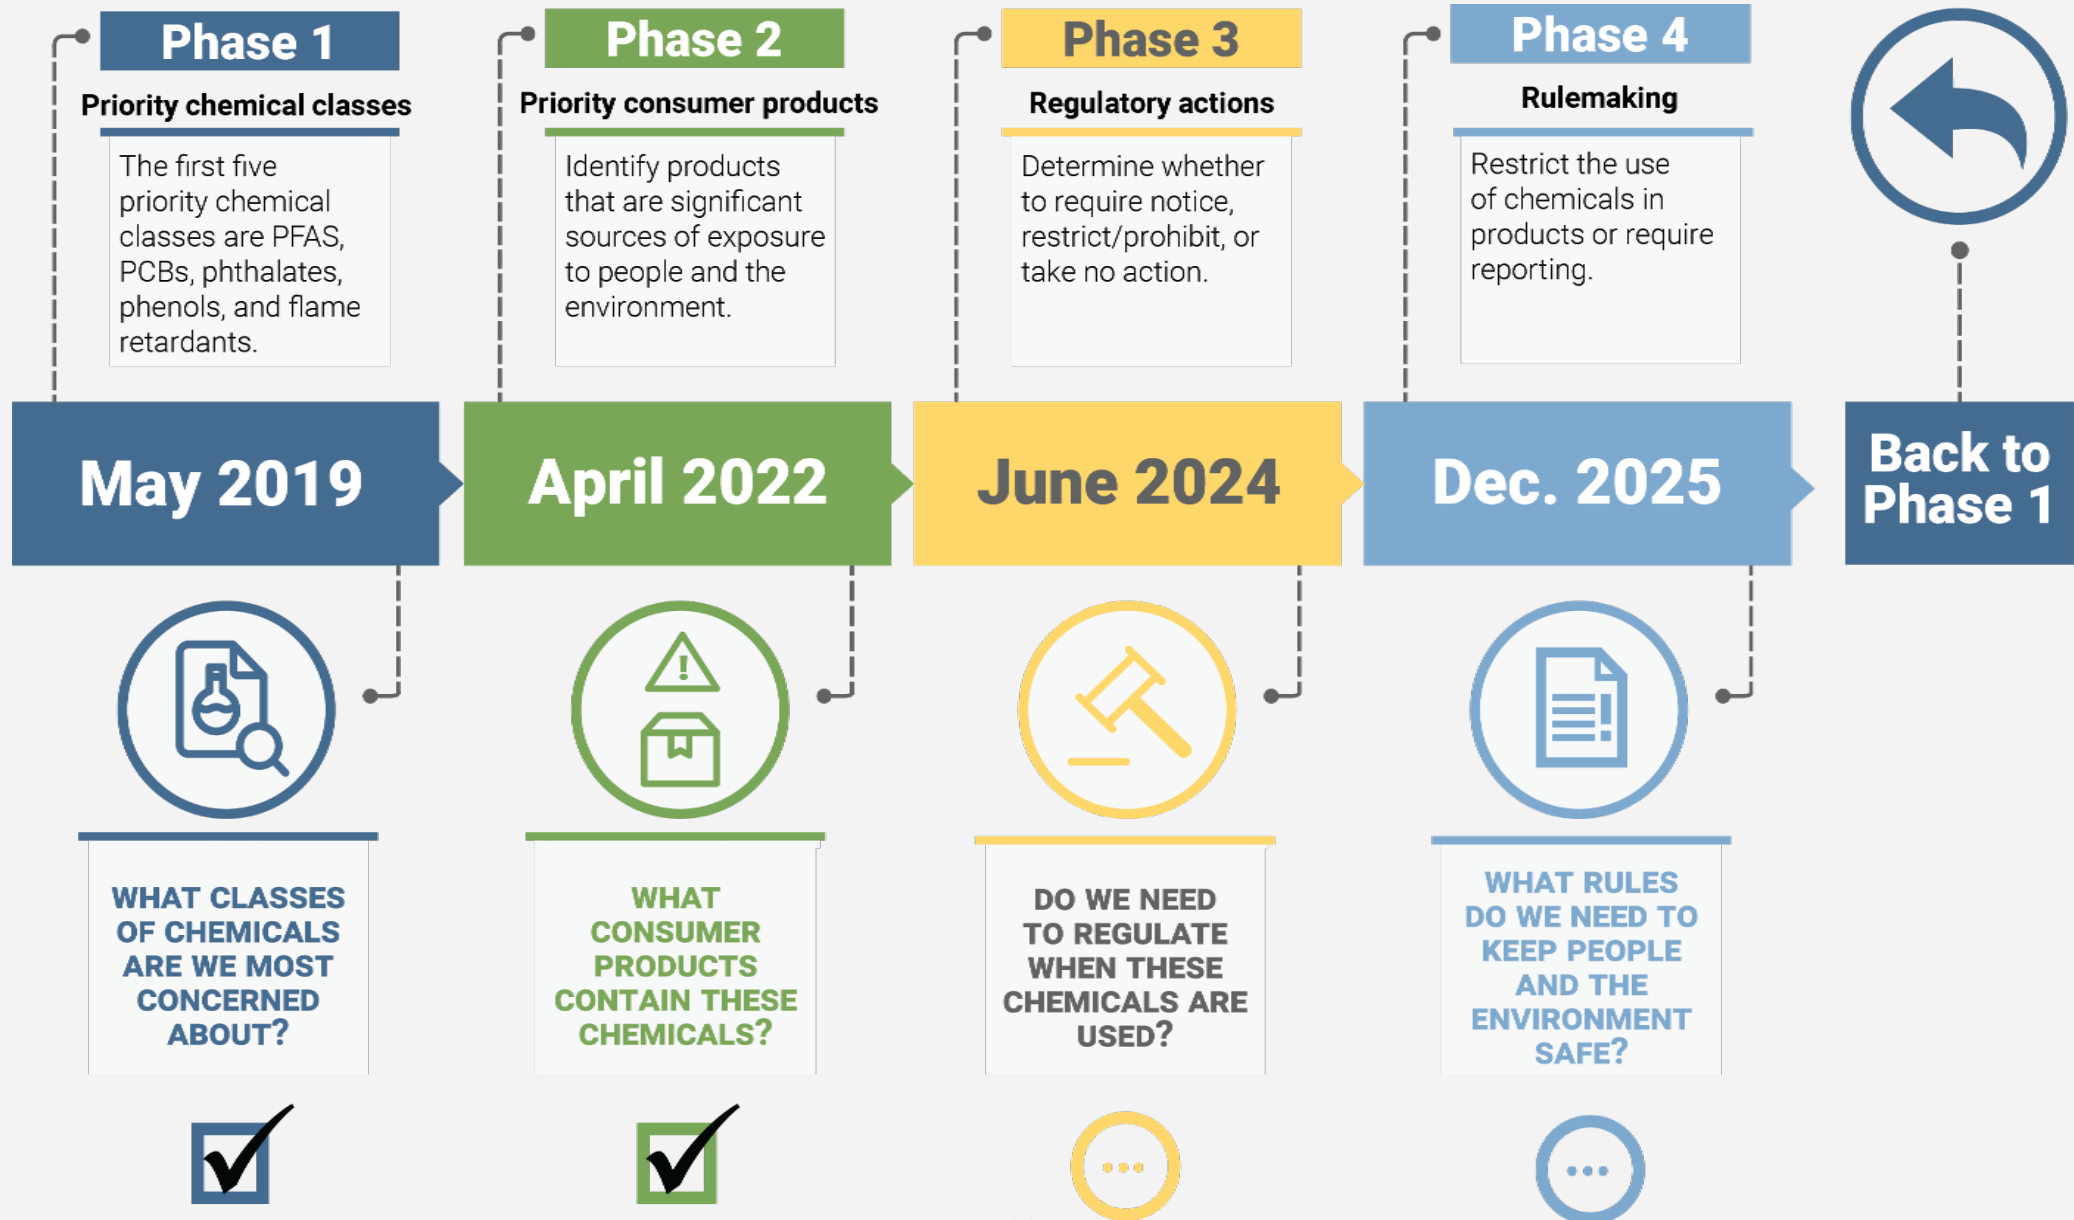 Phase 1
Priority chemical classes
The first five
priority chemical
classes are PFAS,
PCBs, phthalates,
phenols, and flame
retardants.
May 2019
WHAT CLASSES
OF CHEMICALS
ARE WE MOST
CONCERNED
ABOUT?
Phase 2
Priority consumer products
Identify products
that are significant
sources of exposure
to people and the
environment.
April 2022
WHAT
CONSUMER
PRODUCTS
CONTAIN THESE
CHEMICALS?
Phase 3
Regulatory actions
Determine whether
to require notice,
restrict/prohibit, or
take no action.
June 2024
DO WE NEED
TO REGULATE
WHEN THESE
CHEMICALS ARE
USED?
Phase 4
Rulemaking
Restrict the use
of chemicals in
products or require
reporting.
Dec. 2025
WHAT RULES
DO WE NEED TO
KEEP PEOPLE
AND THE
ENVIRONMENT
SAFE?
Back to
Phase 1